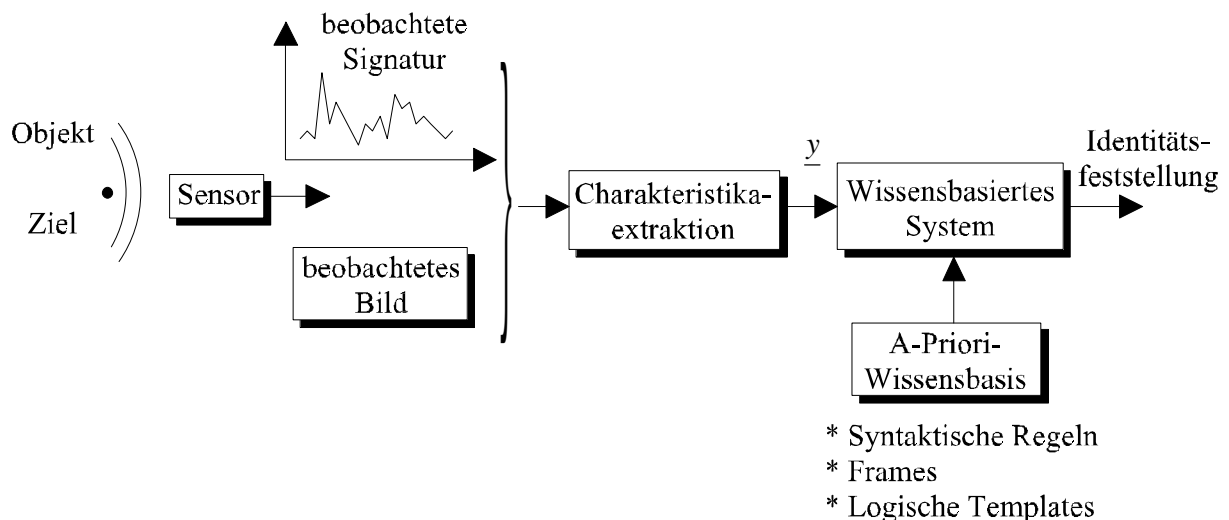 beobachtete
Signatur
Objekt
Ziel
Sensor
beobachtetes
Bild
Charakteristika-
extraktion
y
Wissensbasiertes
System
Identitäts-
feststellung
A-Priori-
Wissensbasis
* Syntaktische Regeln
* Frames
* Logische Templates